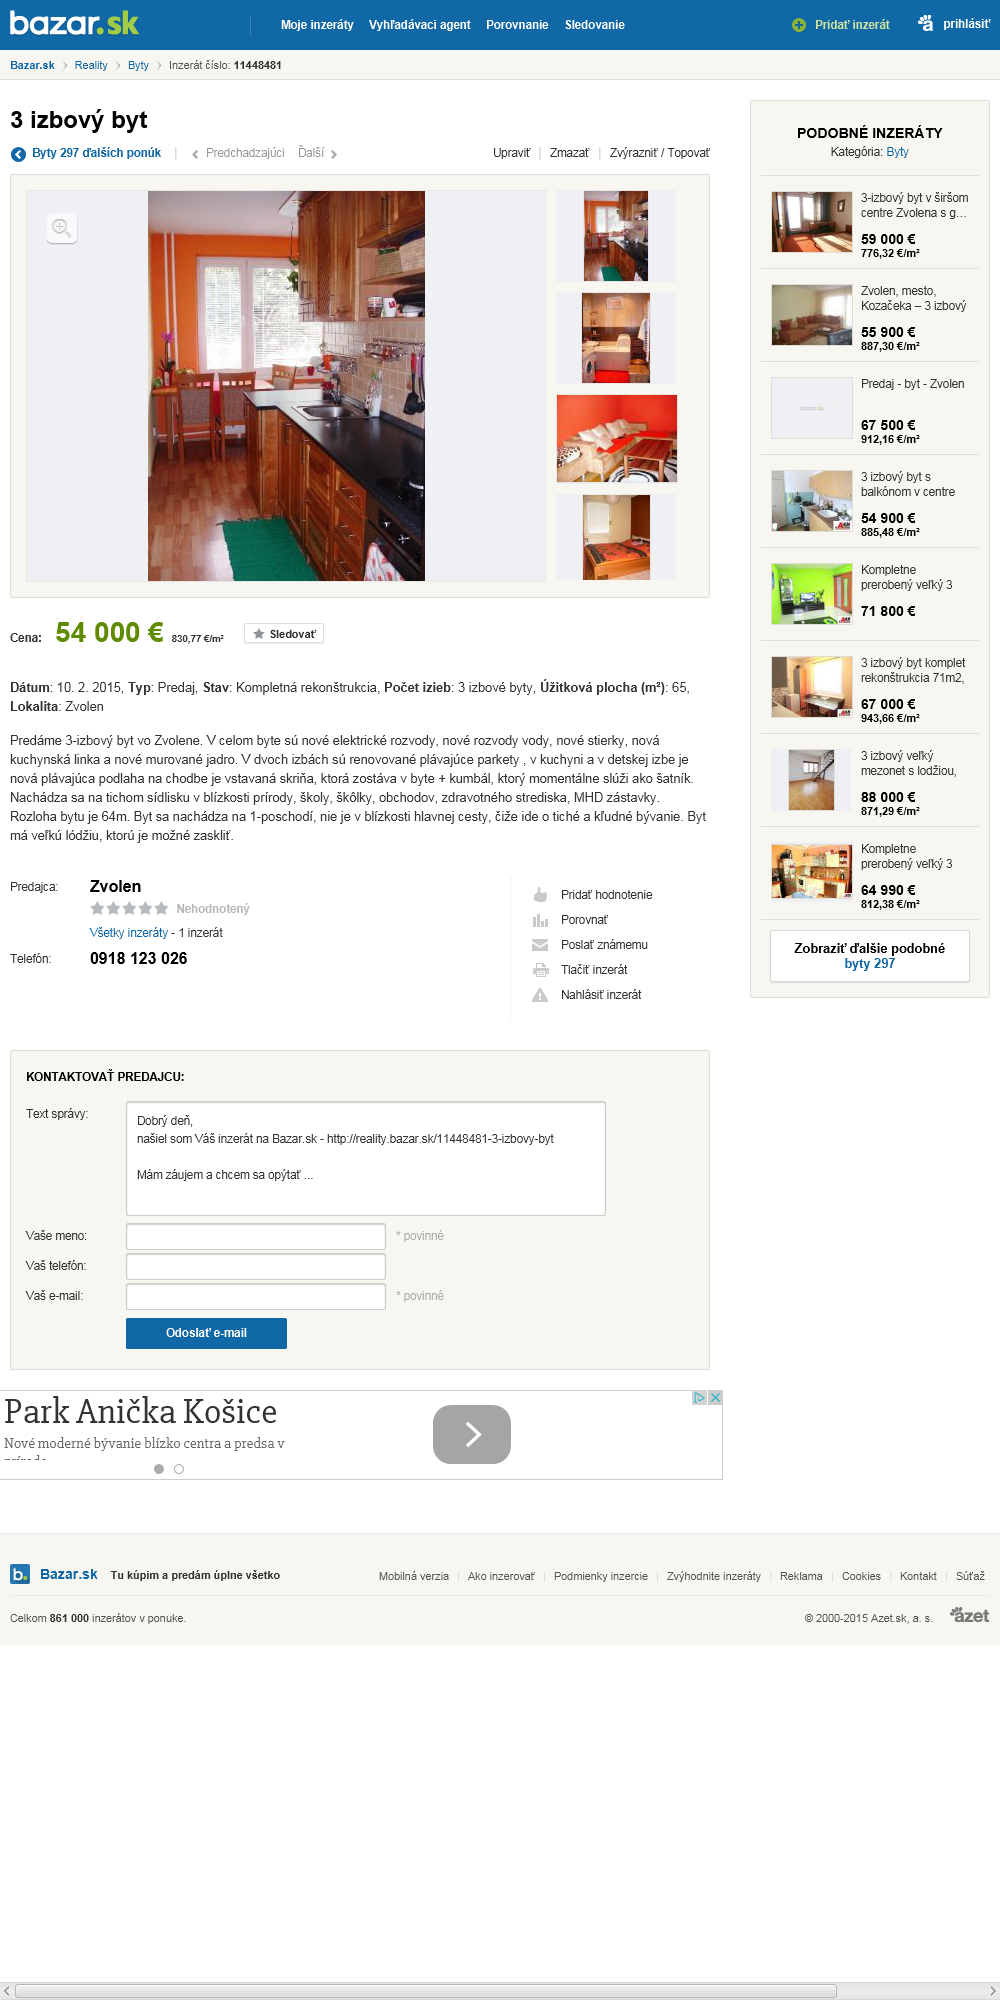 bazar.sk
Moje inzeráty Vyhľadávaci agent Porovnanie Sledovanie
Pridať inzerát
prihlásiť
Bazar.sk Reality Byty Inzerát číslo: 11448481
3 izbový byt
Byty 297 ďalších ponúk | Predchadzajúci Ďalší
Upraviť | Zmazať | Zvýrazniť / Topovať
Cena: 54 000 € 830,77 €/m²
Sledovať
Dátum: 10. 2. 2015, Typ: Predaj, Stav: Kompletná rekonštrukcia, Počet izieb: 3 izbové byty, Úžitková plocha (m²): 65,
Lokalita: Zvolen
Predáme 3-izbový byt vo Zvolene. V celom byte sú nové elektrické rozvody, nové rozvody vody, nové stierky, nová
kuchynská linka a nové murované jadro. V dvoch izbách sú renovované plávajúce parkety , v kuchyni a v detskej izbe je
nová plávajúca podlaha na chodbe je vstavaná skriňa, ktorá zostáva v byte + kumbál, ktorý momentálne slúži ako šatník.
Nachádza sa na tichom sídlisku v blízkosti prírody, školy, škôlky, obchodov, zdravotného strediska, MHD zástavky.
Rozloha bytu je 64m. Byt sa nachádza na 1-poschodí, nie je v blízkosti hlavnej cesty, čiže ide o tiché a kľudné bývanie. Byt
má veľkú lódžiu, ktorú je možné zaskliť.
Predajca: Zvolen
Nehodnotený
Všetky inzeráty - 1 inzerát
Telefón: 0918 123 026
Pridať hodnotenie
Porovnať
Poslať známemu
Tlačiť inzerát
Nahlásiť inzerát
KONTAKTOVAŤ PREDAJCU:
Text správy:
Dobrý deň,
našiel som Váš inzerát na Bazar.sk - http://reality.bazar.sk/11448481-3-izbovy-byt
Mám záujem a chcem sa opýtať ...
Vaše meno: * povinné
Váš telefón:
Váš e-mail: * povinné
Odoslať e-mail
PODOBNÉ INZERÁTY
Kategória: Byty
3-izbový byt v širšom
centre Zvolena s g...
59 000 €
776,32 €/m²
Zvolen, mesto,
Kozačeka – 3 izbový
55 900 €
887,30 €/m²
Predaj - byt - Zvolen
67 500 €
912,16 €/m²
3 izbový byt s
balkónom v centre
54 900 €
885,48 €/m²
Kompletne
prerobený veľký 3
71 800 €
3 izbový byt komplet
rekonštrukcia 71m2,
67 000 €
943,66 €/m²
3 izbový veľký
mezonet s lodžiou,
88 000 €
871,29 €/m²
Kompletne
prerobený veľký 3
64 990 €
812,38 €/m²
Zobraziť ďalšie podobné
byty 297
Park Anička Košice
Nové moderné bývanie blízko centra a predsa v
b. Bazar.sk Tu kúpim a predám úplne všetko
Mobilná verzia | Ako inzerovať | Podmienky inzercie | Zvýhodnite inzeráty | Reklama | Cookies | Kontakt | Súťaž
Celkom 861 000 inzerátov v ponuke.
© 2000-2015 Azet.sk, a. s. azet